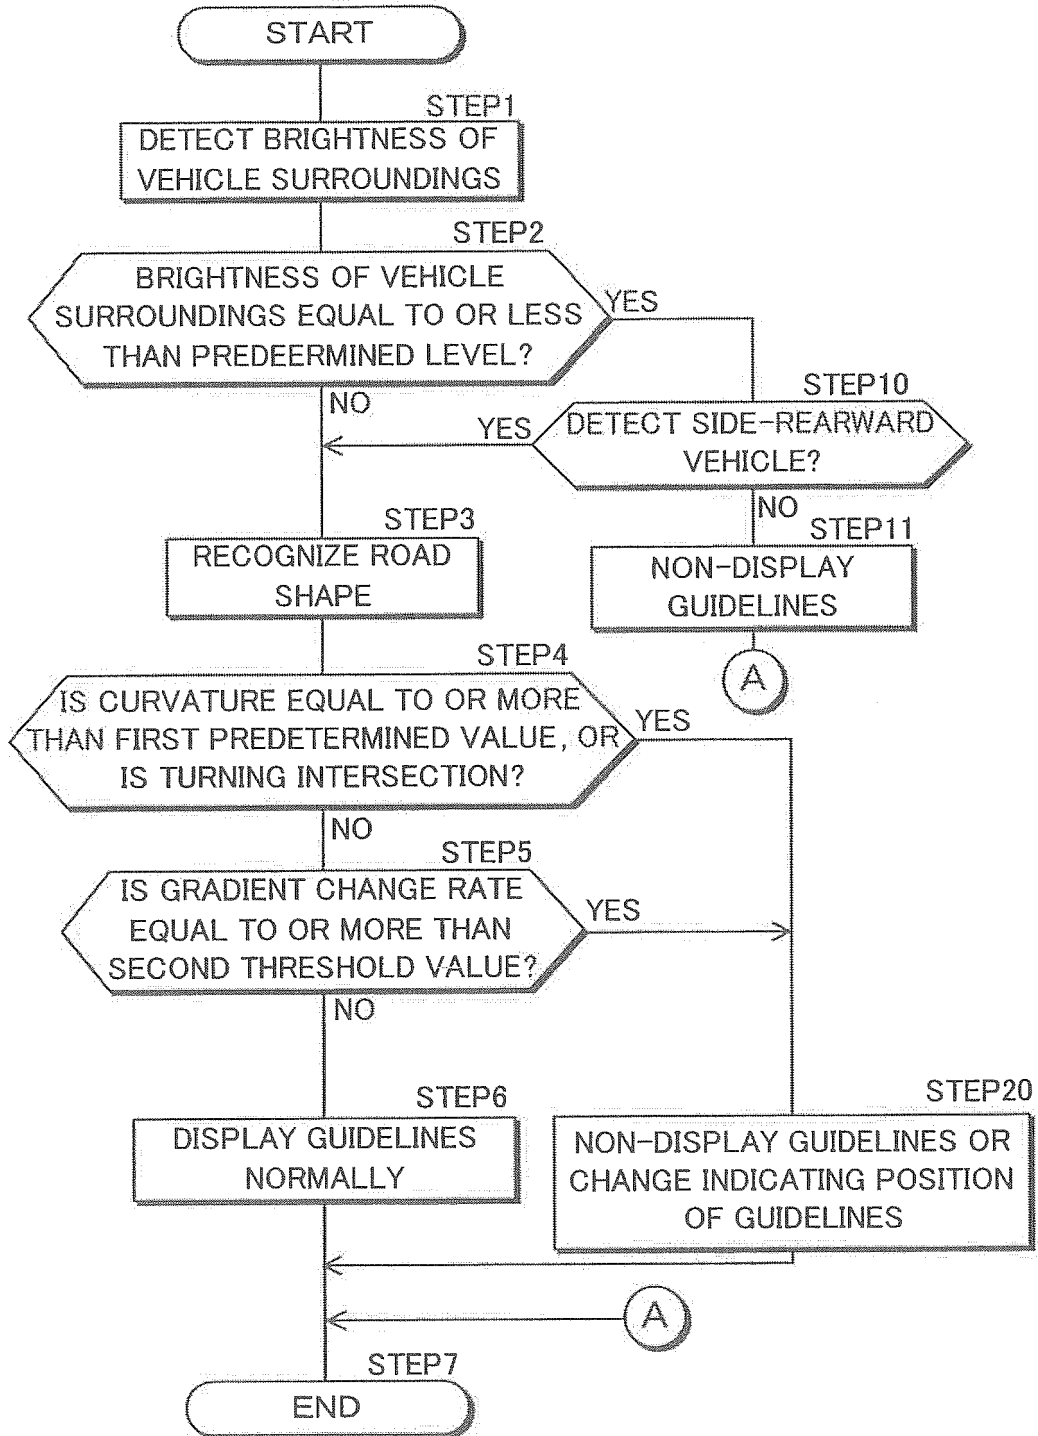 START
STEP1
DETECT BRIGHTNESS OF
VEHICLE SURROUNDINGS
STEP2
BRIGHTNESS OF VEHICLE
SURROUNDINGS EQUAL TO OR LESS
THAN PREDEERMINED LEVEL?
YES
NO
STEP10
DETECT SIDE-REARWARD
VEHICLE?
YES
NO
STEP11
NON-DISPLAY
GUIDELINES
A
STEP3
RECOGNIZE ROAD
SHAPE
STEP4
IS CURVATURE EQUAL TO OR MORE
THAN FIRST PREDETERMINED VALUE, OR
IS TURNING INTERSECTION?
YES
NO
STEP5
IS GRADIENT CHANGE RATE
EQUAL TO OR MORE THAN
SECOND THRESHOLD VALUE?
YES
NO
STEP6
DISPLAY GUIDELINES
NORMALLY
STEP20
NON-DISPLAY GUIDELINES OR
CHANGE INDICATING POSITION
OF GUIDELINES
A
STEP7
END